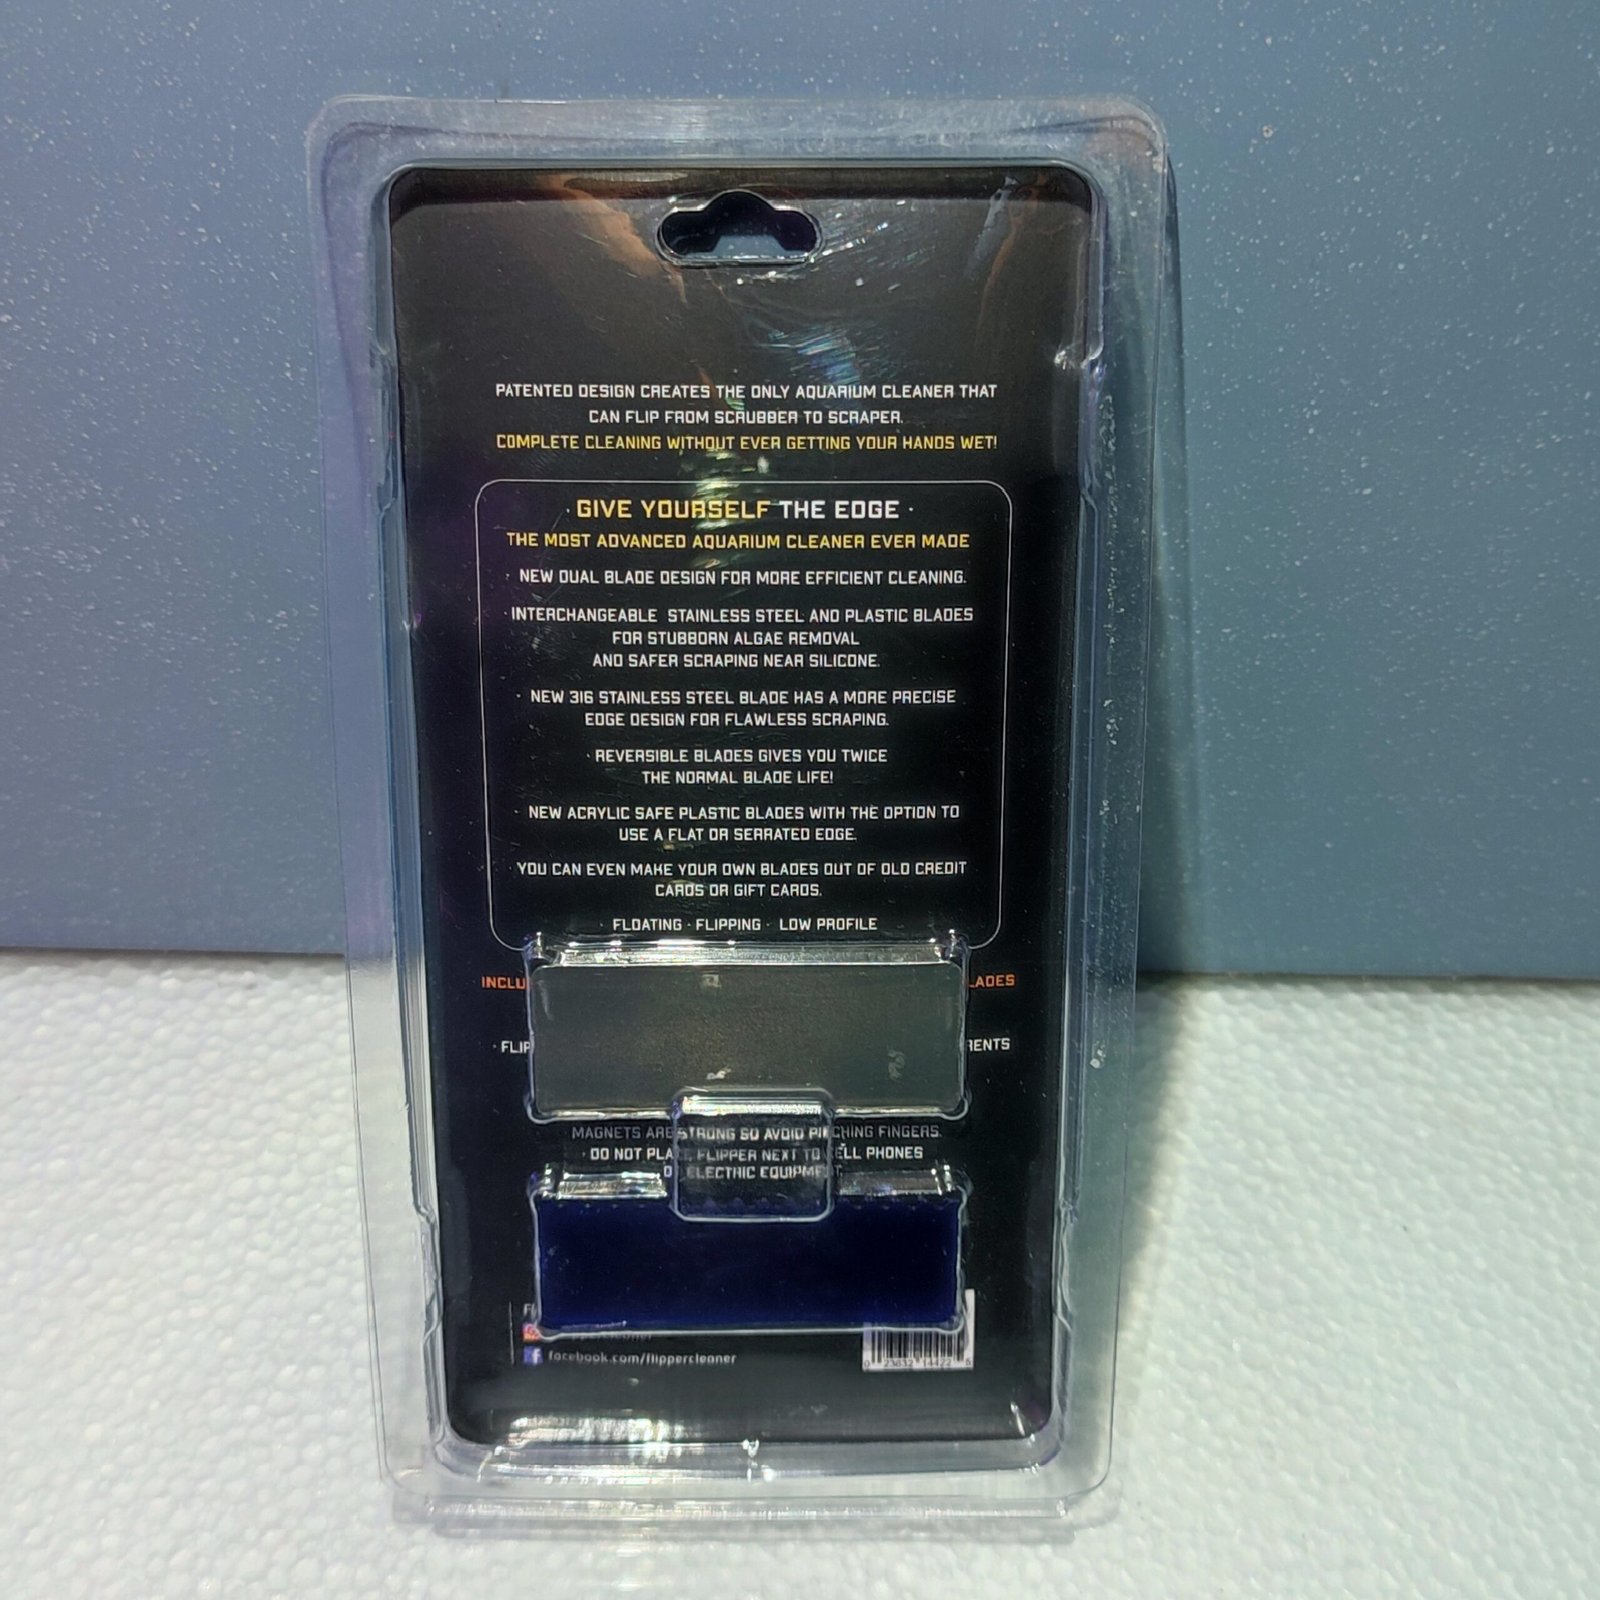 PATENTED DESIGN CREATES THE ONLY AQUARIUM CLEANER THAT
CAN FLIP FROM SCRUBBER TO SCRAPER.
COMPLETE CLEANING WITHOUT EVER GETTING YOUR HANDS WET!
· GIVE YOURSELF THE EDGE ·
THE MOST ADVANCED AQUARIUM CLEANER EVER MADE
· NEW DUAL BLADE DESIGN FOR MORE EFFICIENT CLEANING.
· INTERCHANGEABLE STAINLESS STEEL AND PLASTIC BLADES
FOR STUBBORN ALGAE REMOVAL
AND SAFER SCRAPING NEAR SILICONE.
· NEW 316 STAINLESS STEEL BLADE HAS A MORE PRECISE
EDGE DESIGN FOR FLAWLESS SCRAPING.
· REVERSIBLE BLADES GIVES YOU TWICE
THE NORMAL BLADE LIFE!
· NEW ACRYLIC SAFE PLASTIC BLADES WITH THE OPTION TO
USE A FLAT OR SERRATED EDGE.
· YOU CAN EVEN MAKE YOUR OWN BLADES OUT OF OLD CREDIT
CARDS OR GIFT CARDS.
· FLOATING · FLIPPING · LOW PROFILE
MAGNETS ARE STRONG SO AVOID PINCHING FINGERS.
· DO NOT PLACE FLIPPER NEXT TO CELL PHONES
ELECTRIC EQUIPMENT
facebook.com/flippercleaner